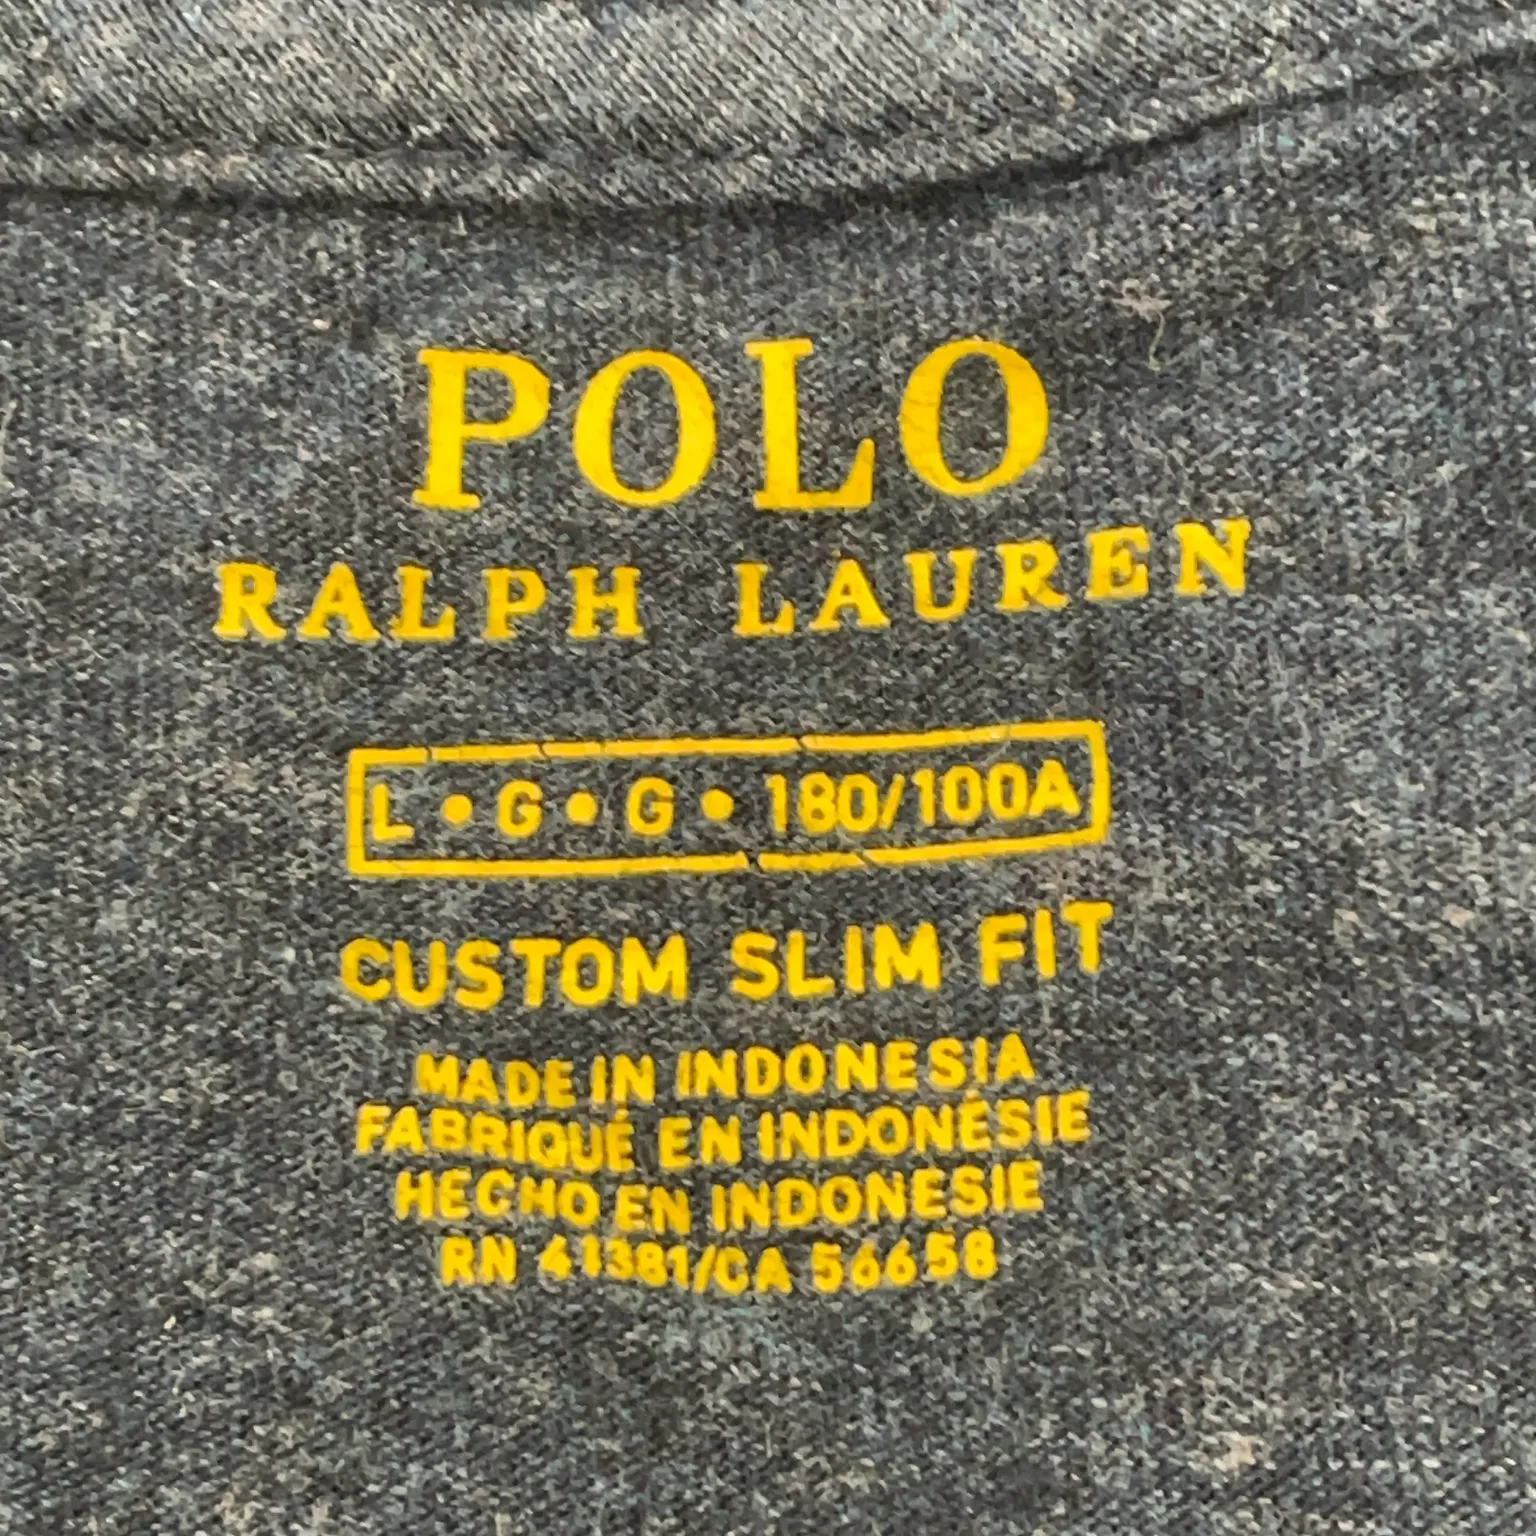 POLO
RALPH LAUREN
L • G • G • 180/100A
CUSTOM SLIM FIT
MADE IN INDONESIA
FABRIQUÉ EN INDONÉSIE
HECHO EN INDONESIE
RN 41381/CA 56658